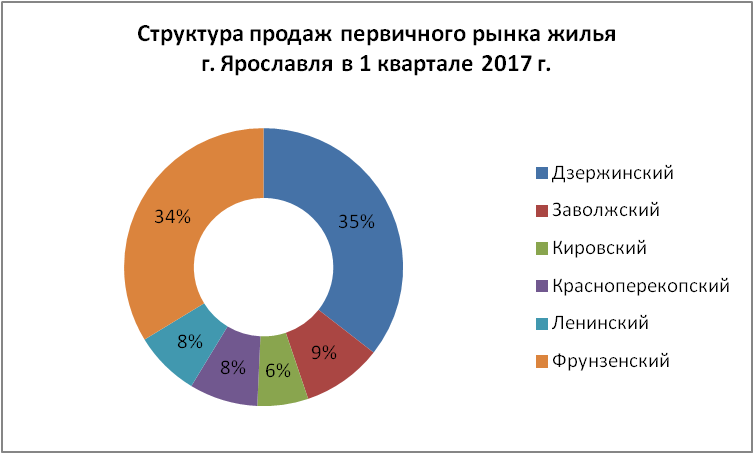 Структура продаж первичного рынка жилья
г. Ярославля в 1 квартале 2017 г.
35%
9%
6%
8%
8%
34%
Дзержинский
Заволжский
Кировский
Красноперекопский
Ленинский
Фрунзенский